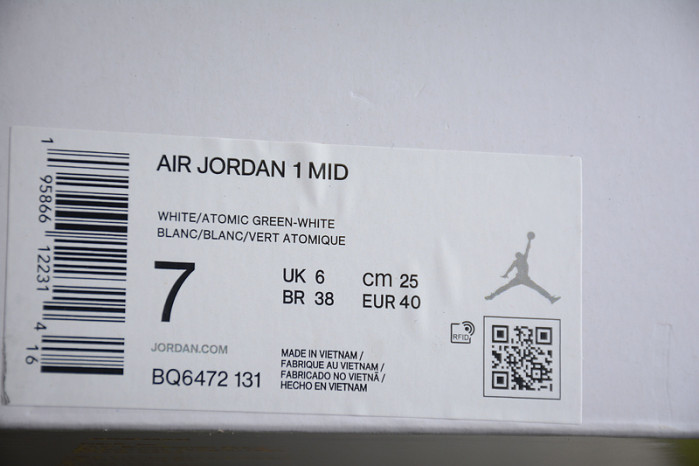 AIR JORDAN 1 MID
WHITE/ATOMIC GREEN-WHITE
BLANC/BLANC/VERT ATOMIQUE
7
UK 6 cm 25
BR 38 EUR 40
JORDAN.COM
BQ6472 131
MADE IN VIETNAM /
FABRIQUE AU VIETNAM /
FABRICADO NO VIETNÃ /
HECHO EN VIETNAM
RFID
1 95866 12231 4 16